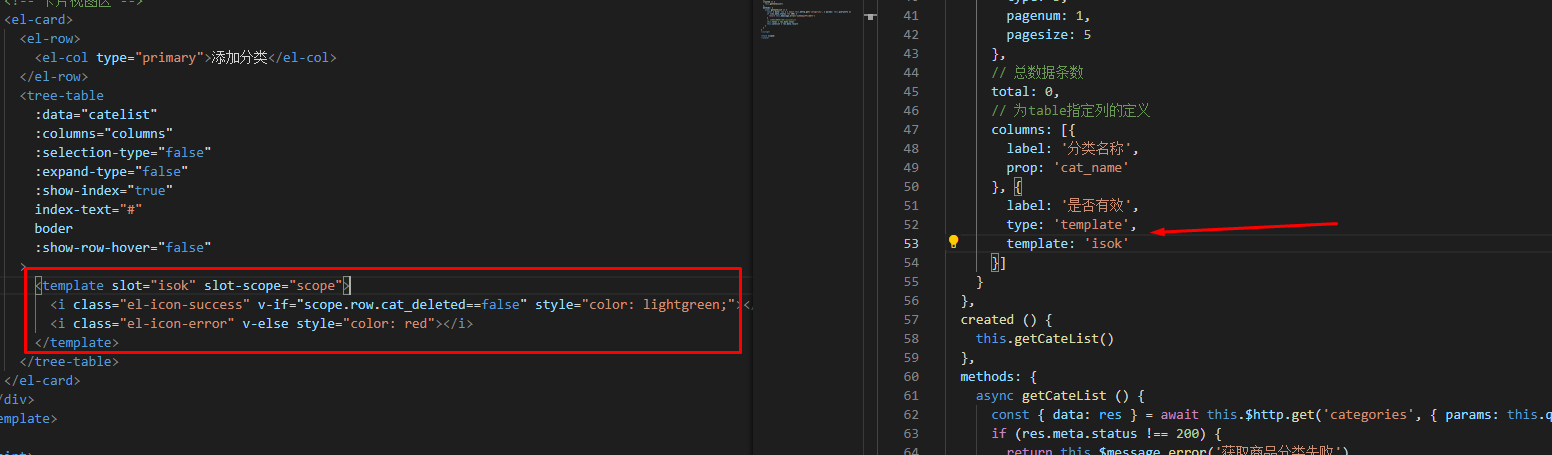 <!-- 卡片视图区 -->
<el-card>
<el-row>
<el-col type="primary">添加分类</el-col>
</el-row>
<tree-table
:data="catelist"
:columns="columns"
:selection-type="false"
:expand-type="false"
:show-index="true"
index-text="#"
boder
:show-row-hover="false"
>
<template slot="isok" slot-scope="scope">
<i class="el-icon-success" v-if="scope.row.cat_deleted==false" style="color: lightgreen;"></
<i class="el-icon-error" v-else style="color: red"></i>
</template>
</tree-table>
</el-card>
/div>
emplate>
41
42 pagenum: 1,
43 pagesize: 5
},
44 // 总数据条数
45 total: 0,
46 // 为table指定列的定义
47 columns: [{
48 label: '分类名称',
49 prop: 'cat_name'
50 }, {
51 label: '是否有效',
52 type: 'template',
53 template: 'isok'
54 }]
55 }
56 },
57 created () {
58 this.getCateList()
59 },
60 methods: {
61 async getCateList () {
62 const { data: res } = await this.$http.get('categories', { params: this.q
63 if (res.meta.status !== 200) {
64 return this.$message.error('获取商品分类失败')